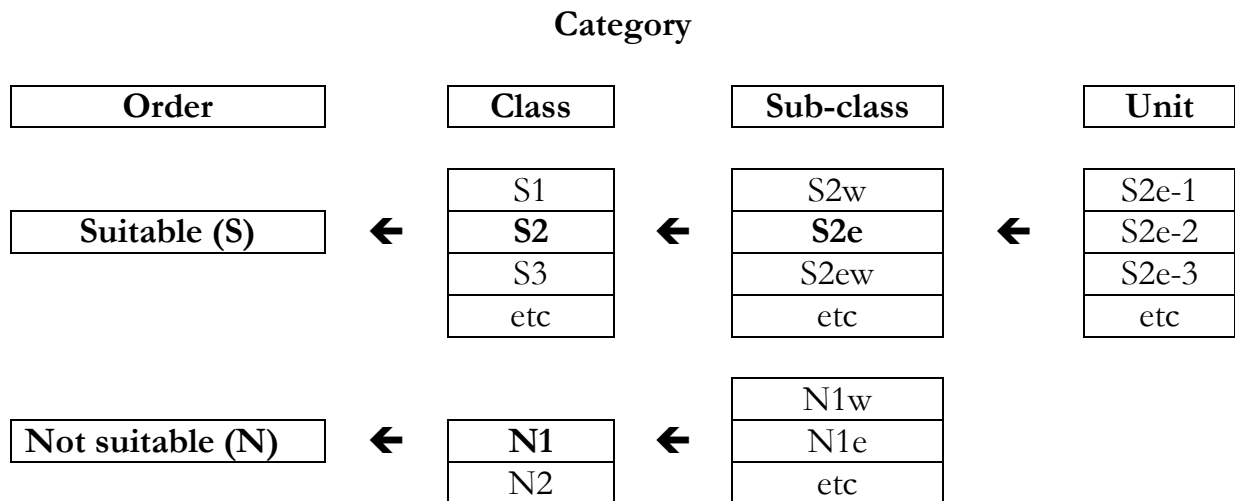 Category
Order Class Sub-class Unit
S1 S2w S2e-1
Suitable (S) 🡸 S2 🡸 S2e 🡸 S2e-2
S3 S2ew S2e-3
etc etc etc
N1w
Not suitable (N) 🡸 N1 🡸 N1e
N2 etc